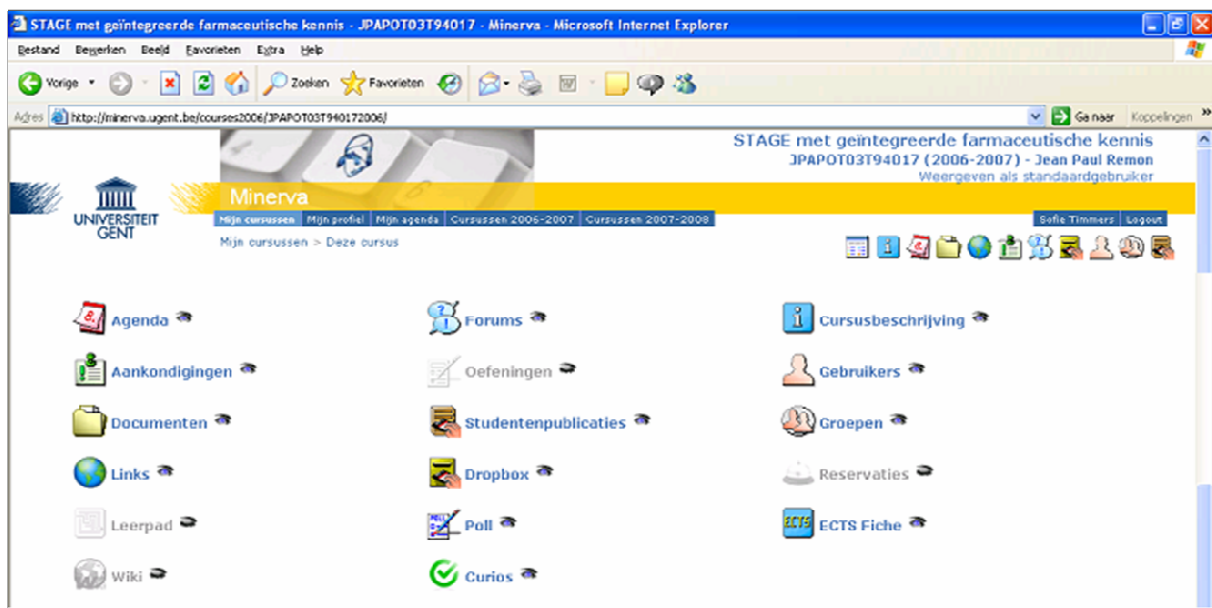 STAGE met geïntegreerde farmaceutische kennis - JPAPOT03T94017 - Minerva - Microsoft Internet Explorer
Bestand Bewerken Beeld Favorieten Extra Help
Vorige Zoeken Favorieten
Adres http://minerva.ugent.be/courses2006/JPAPOT03T940172006/ Ga naar Koppelingen »
STAGE met geïntegreerde farmaceutische kennis
JPAPOT03T94017 (2006-2007) - Jean Paul Remon
Weergeven als standaardgebruiker
Minerva
UNIVERSITEIT
GENT
Mijn cursussen Mijn profiel Mijn agenda Cursussen 2006-2007 Cursussen 2007-2008 Sofie Timmers Logout
Mijn cursussen > Deze cursus
Agenda Forums Cursusbeschrijving
Aankondigingen Oefeningen Gebruikers
Documenten Studentenpublicaties Groepen
Links Dropbox Reservaties
Leerpad Poll ECTS ECTS Fiche
Wiki Curios